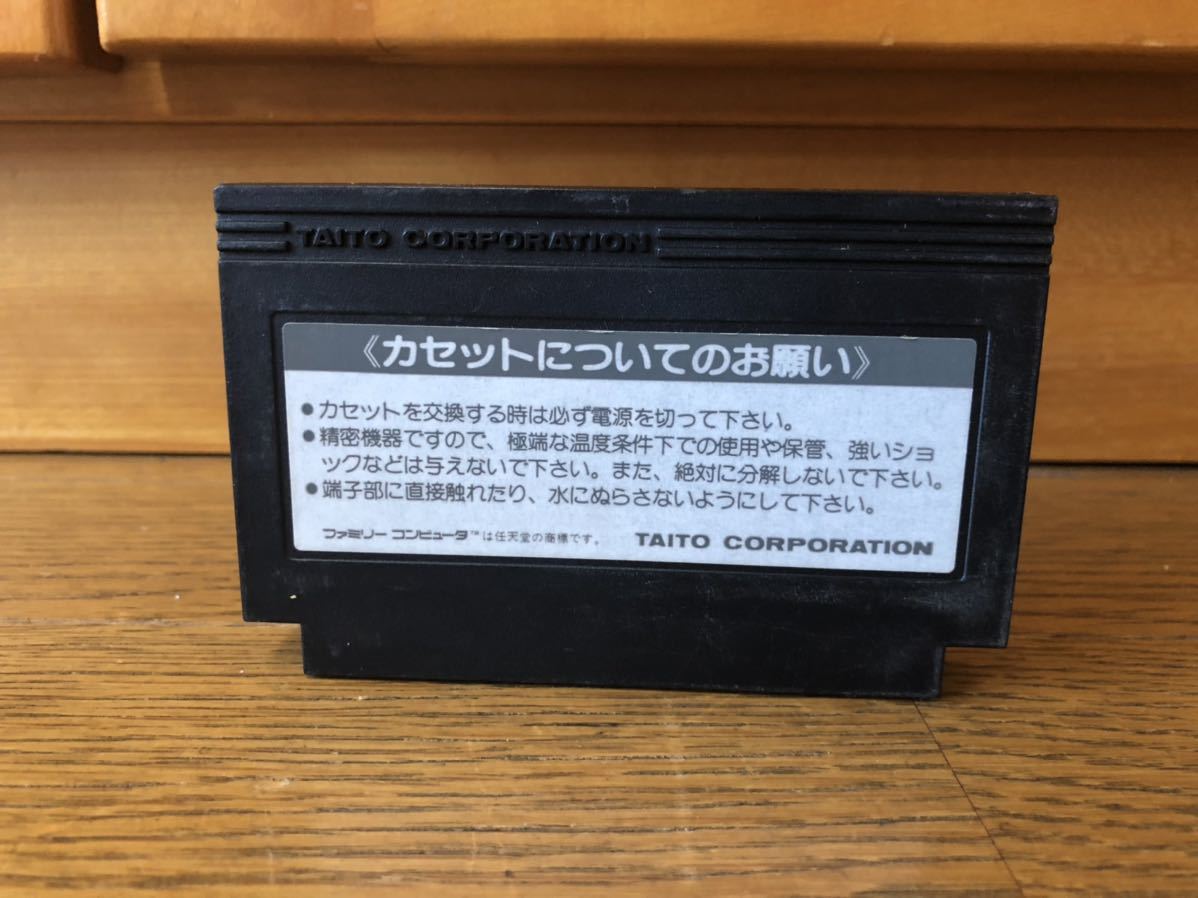 TAITO CORPORATION
《カセットについてのお願い》
●カセットを交換する時は必ず電源を切って下さい。
●精密機器ですので、極端な温度条件下での使用や保管、強いショ
ックなどは与えないで下さい。また、絶対に分解しないで下さい。
●端子部に直接触れたり、水にぬらさないようにして下さい。
ファミリー コンピュータ™は任天堂の商標です。 TAITO CORPORATION